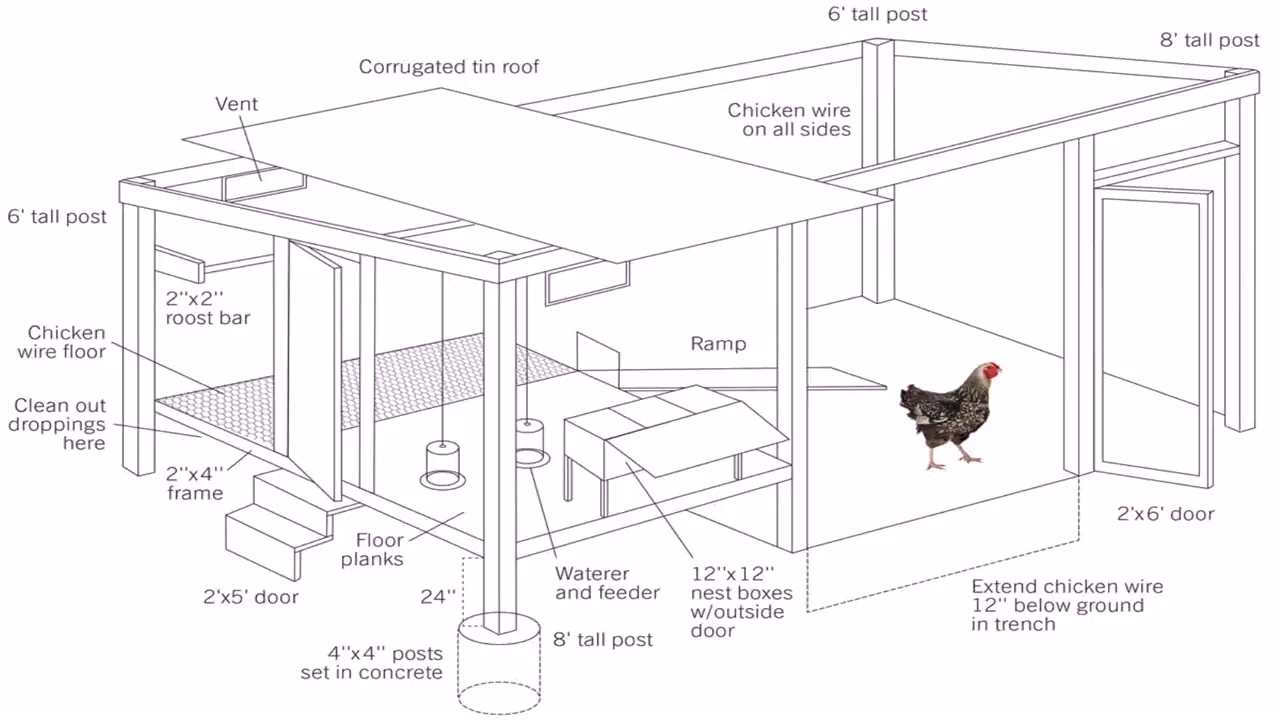 6' tall post
8' tall post
Corrugated tin roof
Vent
Chicken wire
on all sides
6' tall post
2''x2''
roost bar
Chicken
wire floor
Ramp
Clean out
droppings
here
2''x4''
frame
2'x6' door
Floor
planks
Waterer
and feeder
12''x12''
nest boxes
w/outside
door
Extend chicken wire
12'' below ground
in trench
2'x5' door
24''
8' tall post
4''x4'' posts
set in concrete